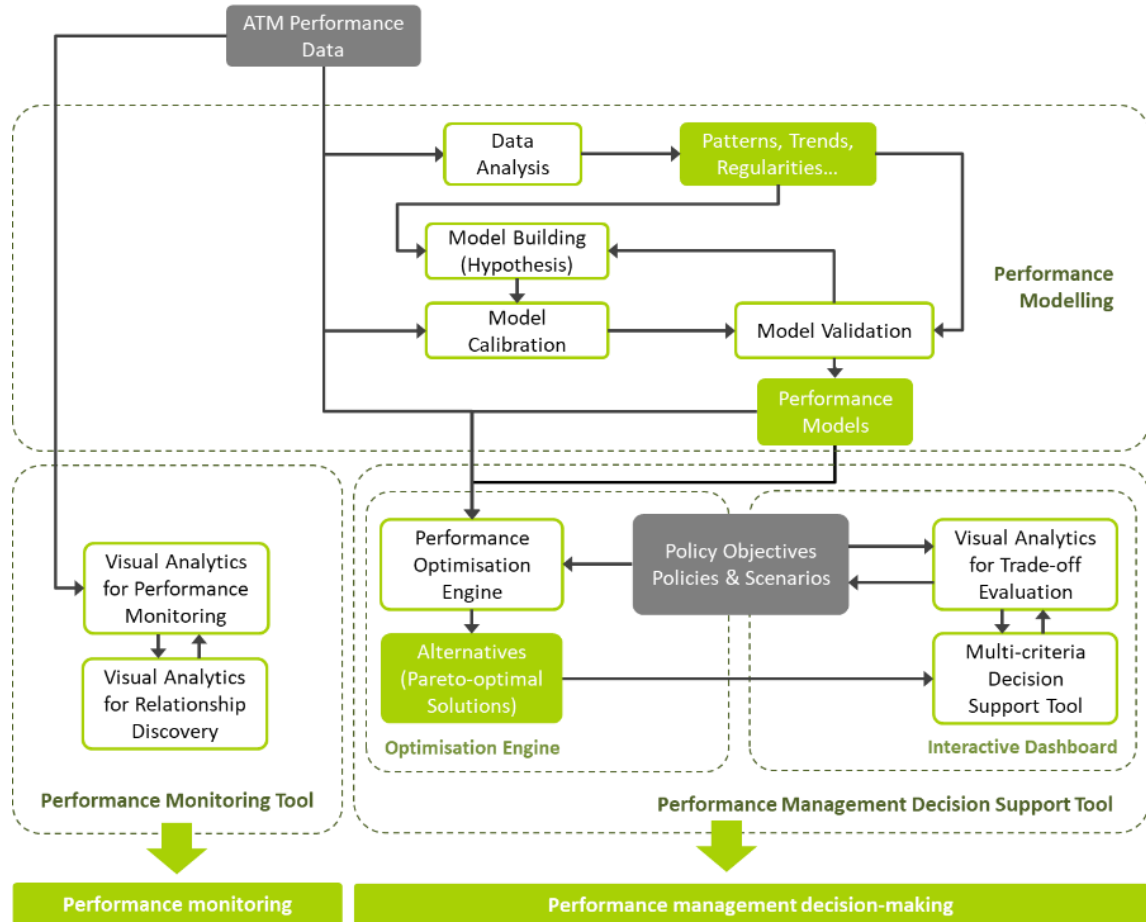 ATM Performance
Data
Data
Analysis
Patterns, Trends,
Regularities...
Model Building
(Hypothesis)
Performance
Modelling
Model
Calibration
Model Validation
Performance
Models
Visual Analytics
for Performance
Monitoring
Visual Analytics
for Relationship
Discovery
Performance Monitoring Tool
Performance
Optimisation
Engine
Policy Objectives
Policies & Scenarios
Visual Analytics
for Trade-off
Evaluation
Alternatives
(Pareto-optimal
Solutions)
Multi-criteria
Decision
Support Tool
Optimisation Engine
Interactive Dashboard
Performance Management Decision Support Tool
Performance monitoring
Performance management decision-making